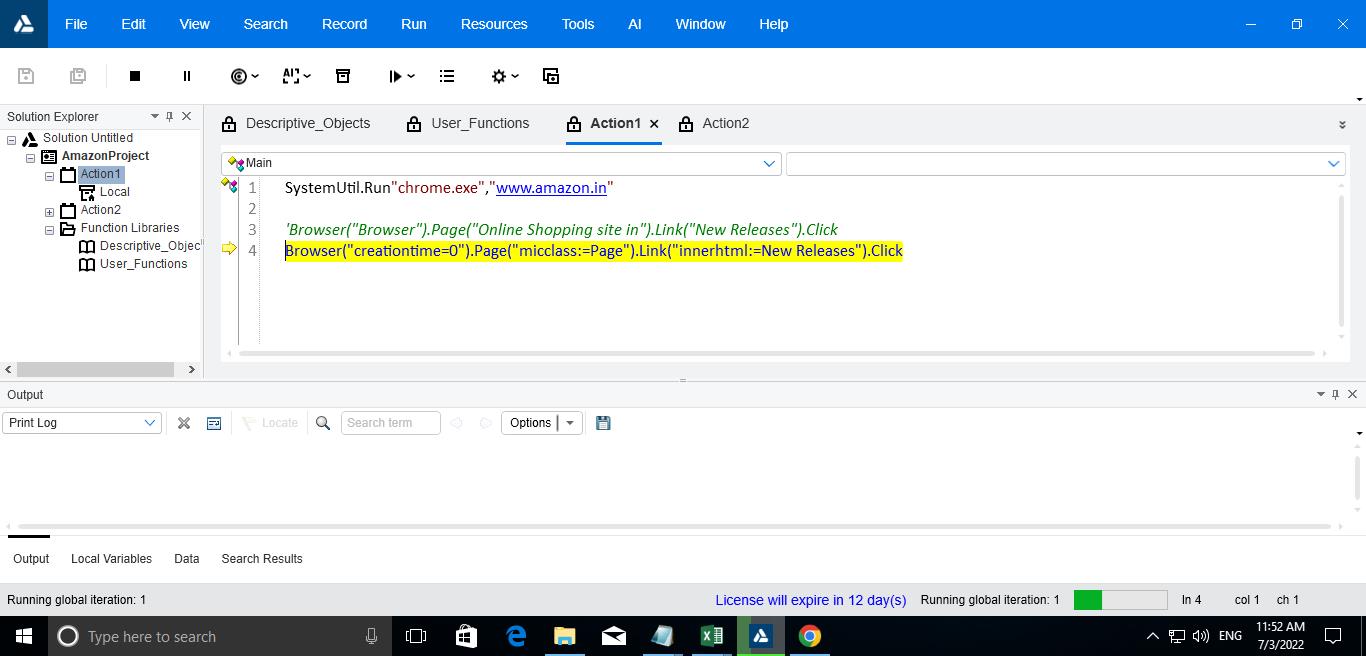 File Edit View Search Record Run Resources Tools AI Window Help
Solution Explorer
Solution Untitled
AmazonProject
Action1
Local
Action2
Function Libraries
Descriptive_Objec
User_Functions
Descriptive_Objects User_Functions Action1 Action2
Main
1 SystemUtil.Run"chrome.exe","www.amazon.in"
2
3 'Browser("Browser").Page("Online Shopping site in").Link("New Releases").Click
4 Browser("creationtime=0").Page("micclass:=Page").Link("innerhtml:=New Releases").Click
Output
Print Log Locate Search term Options
Output Local Variables Data Search Results
Running global iteration: 1 License will expire in 12 day(s) Running global iteration: 1 ln 4 col 1 ch 1
Type here to search ENG 11:52 AM
7/3/2022